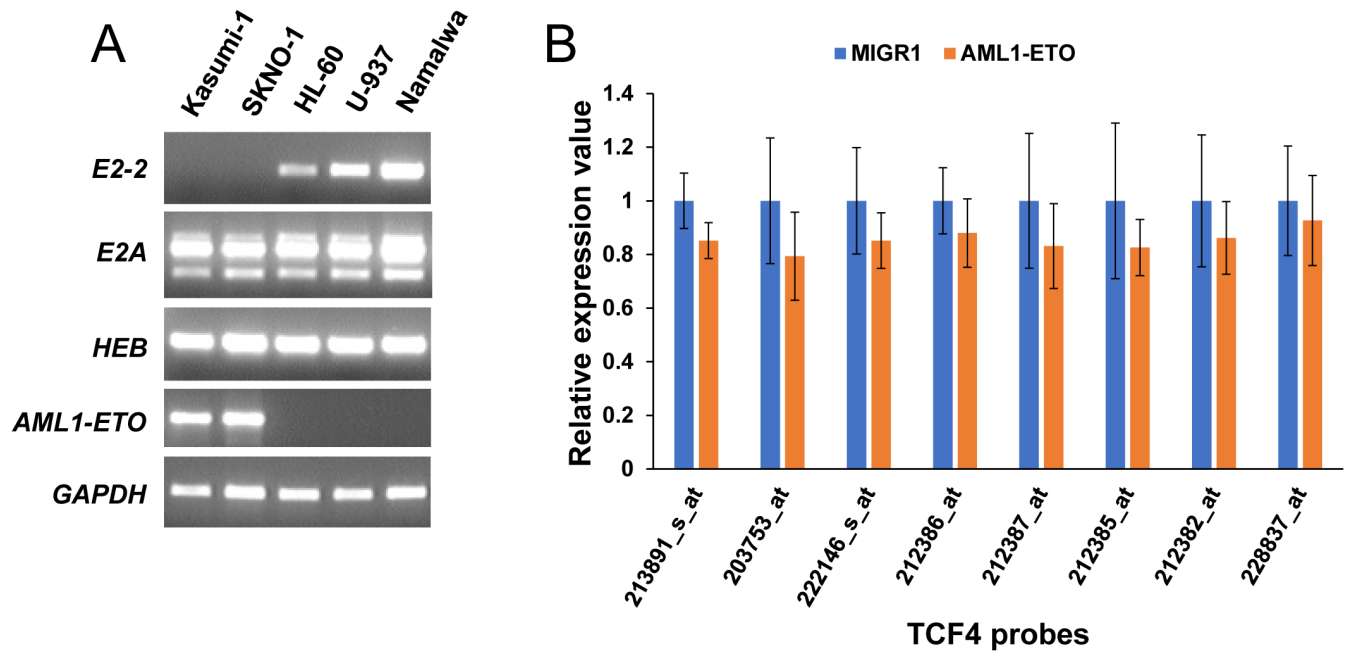 A
Kasumi-1
SKNO-1
HL-60
U-937
Namalwa
E2-2
E2A
HEB
AML1-ETO
GAPDH
B
MIGR1 AML1-ETO
Relative expression value
1.4
1.2
1
0.8
0.6
0.4
0.2
0
213891_s_at
203753_at
222146_s_at
212386_at
212387_at
212385_at
212382_at
228837_at
TCF4 probes